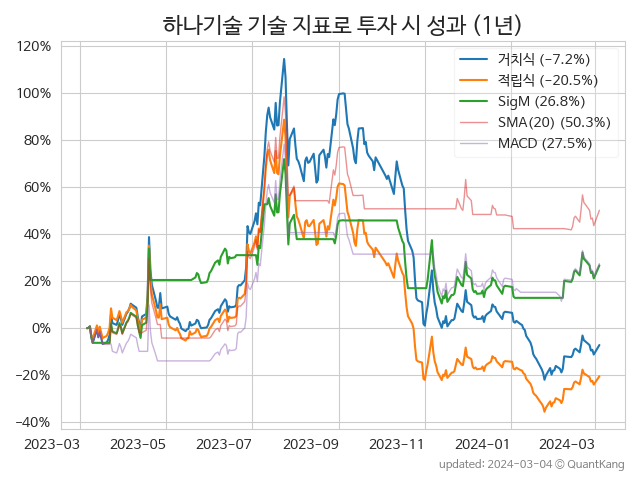 하나기술 기술 지표로 투자 시 성과 (1년)
120%
100%
80%
60%
40%
20%
0%
−20%
−40%
거치식 (−7.2%)
적립식 (−20.5%)
SigM (26.8%)
SMA(20) (50.3%)
MACD (27.5%)
2023−03
2023−05
2023−07
2023−09
2023−11
2024−01
2024−03
updated: 2024-03-04 ⓒ QuantKang